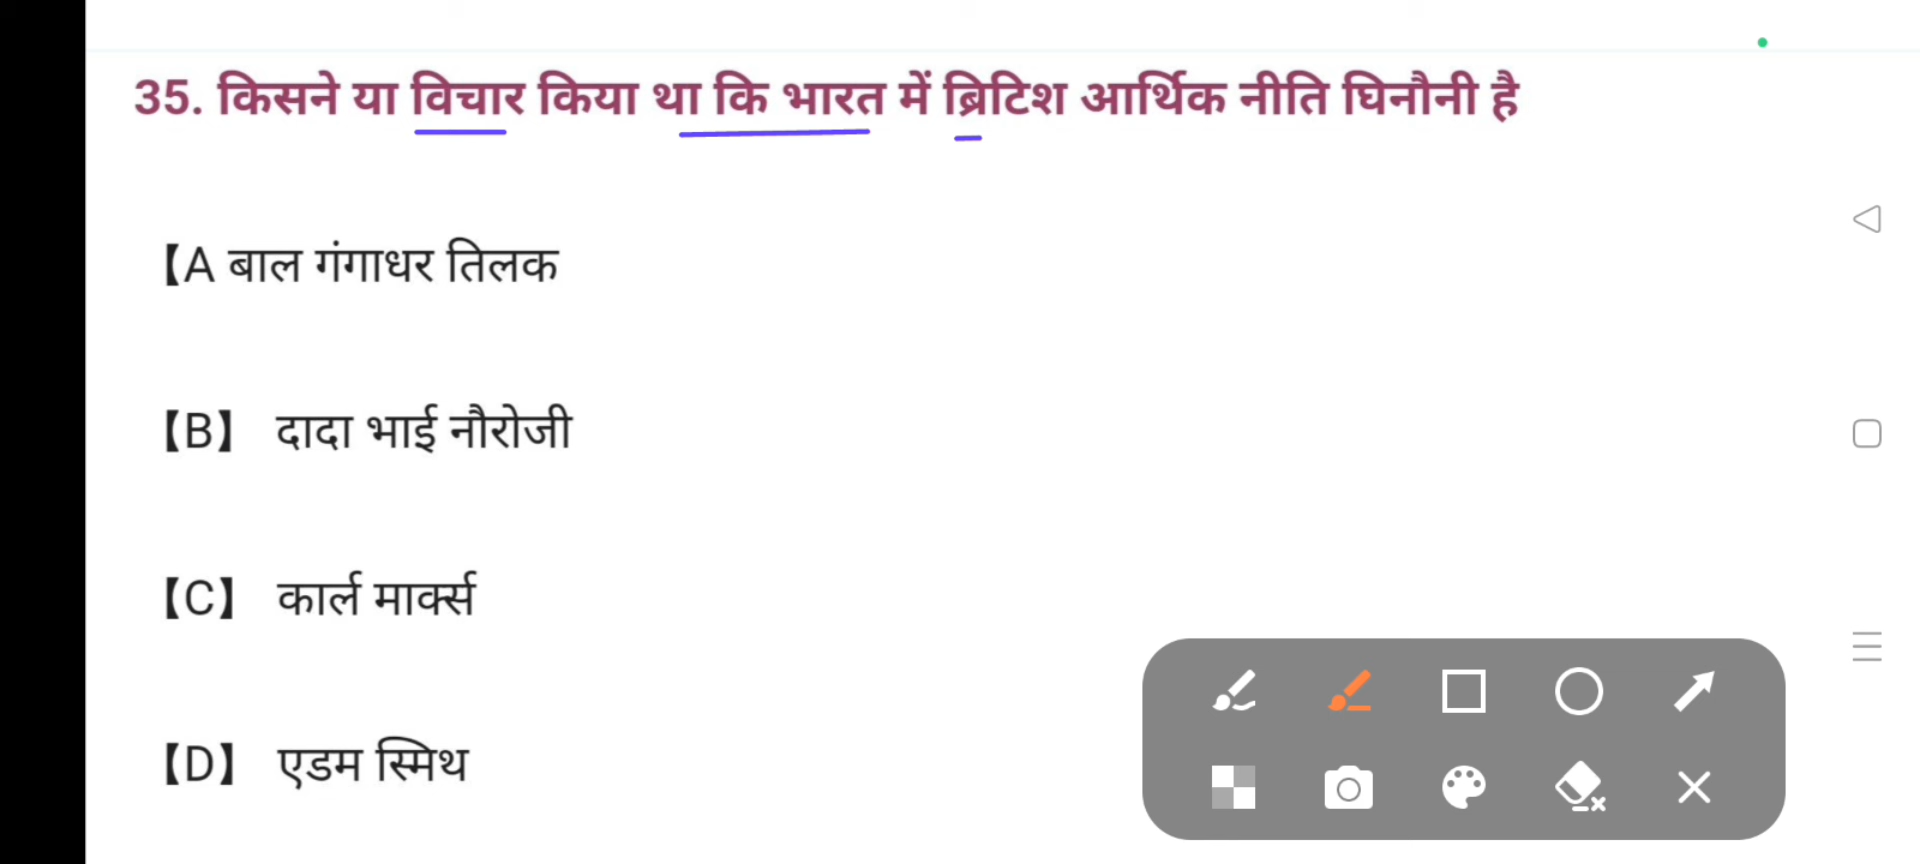 35. किसने या विचार किया था कि भारत में ब्रिटिश आर्थिक नीति घिनौनी है
【A बाल गंगाधर तिलक
【B】 दादा भाई नौरोजी
【C】 कार्ल मार्क्स
【D】 एडम स्मिथ